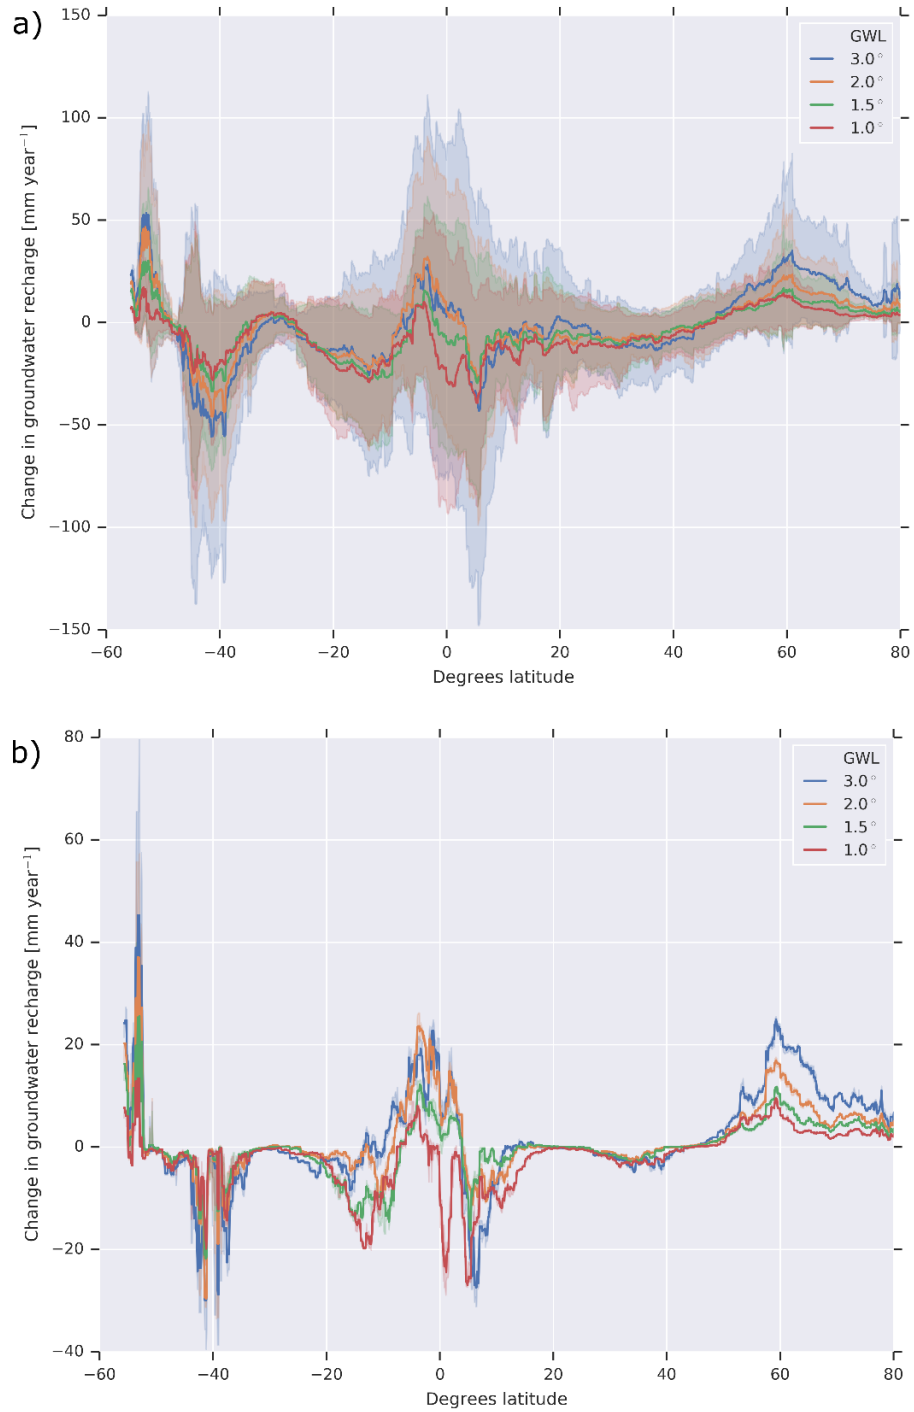 a)
150
100
50
0
−50
−100
−150
Change in groundwater recharge [mm year⁻¹]
GWL
3.0°
2.0°
1.5°
1.0°
−60 −40 −20 0 20 40 60 80
Degrees latitude
b)
80
60
40
20
0
−20
−40
Change in groundwater recharge [mm year⁻¹]
GWL
3.0°
2.0°
1.5°
1.0°
−60 −40 −20 0 20 40 60 80
Degrees latitude